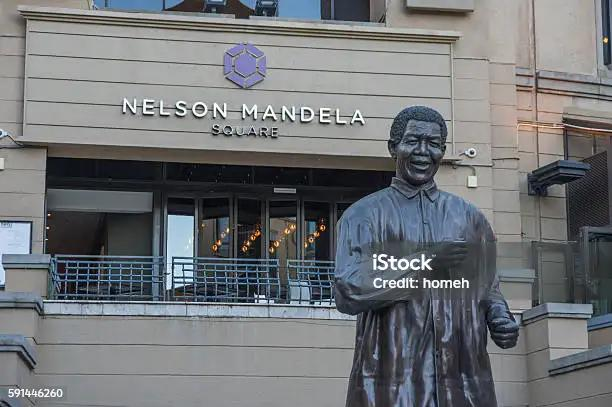 NELSON MANDELA
SQUARE
iStock
Credit: homeh
591446260